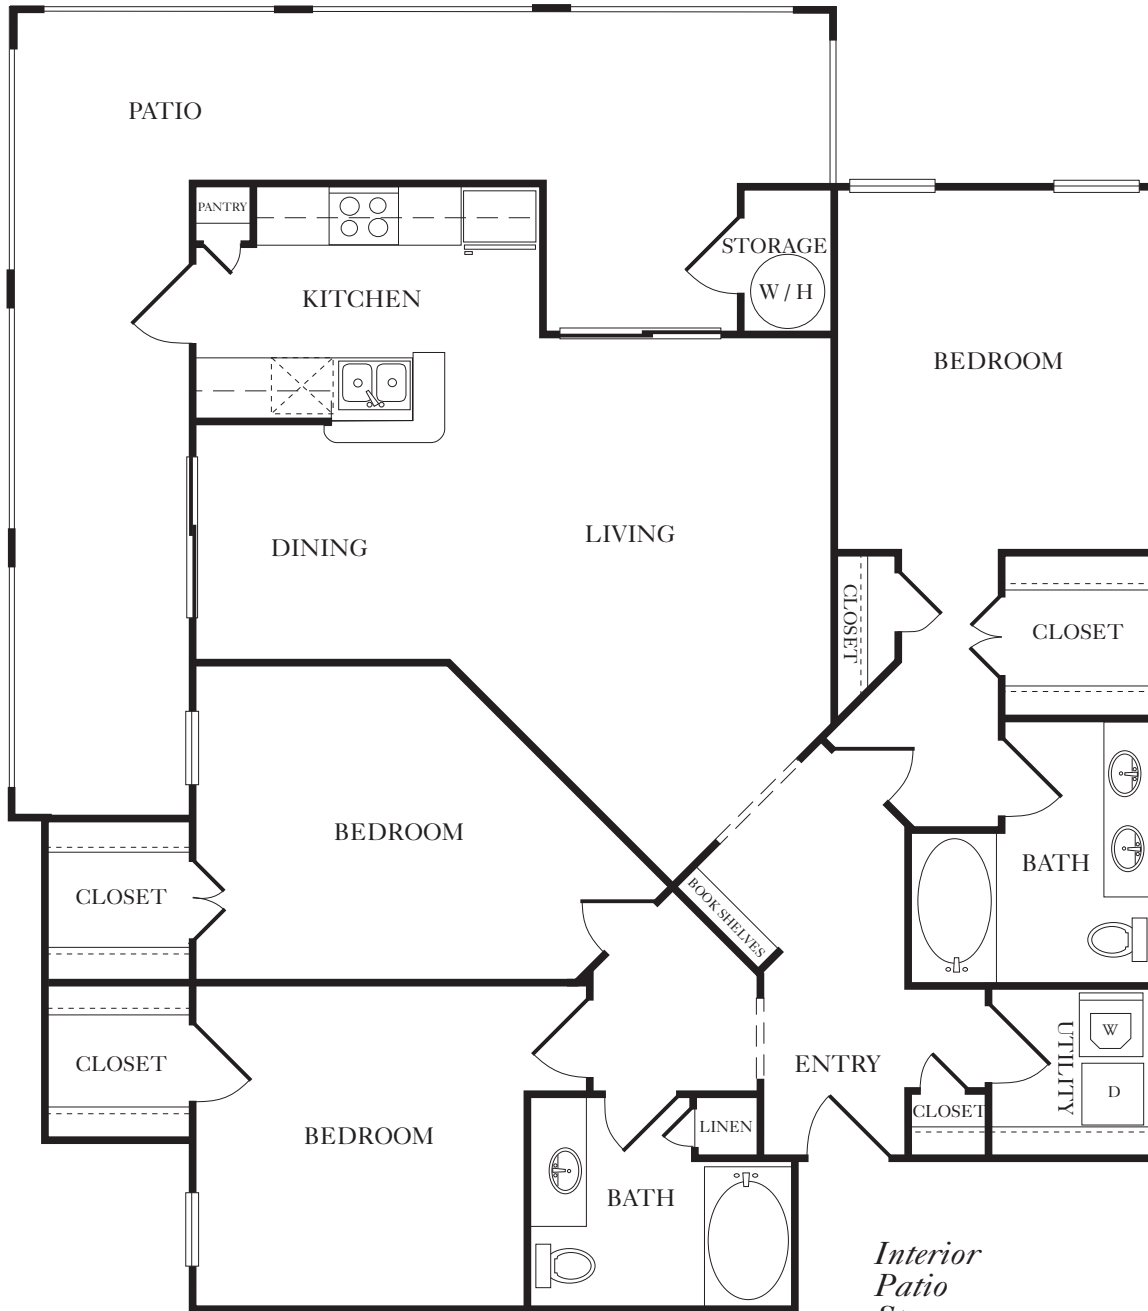 PATIO
PANTRY
STORAGE
W / H
KITCHEN
BEDROOM
DINING
LIVING
CLOSET
CLOSET
BEDROOM
BATH
CLOSET
BOOK SHELVES
CLOSET
ENTRY
UTILITY
W
D
CLOSET
LINEN
BEDROOM
BATH
Interior
Patio